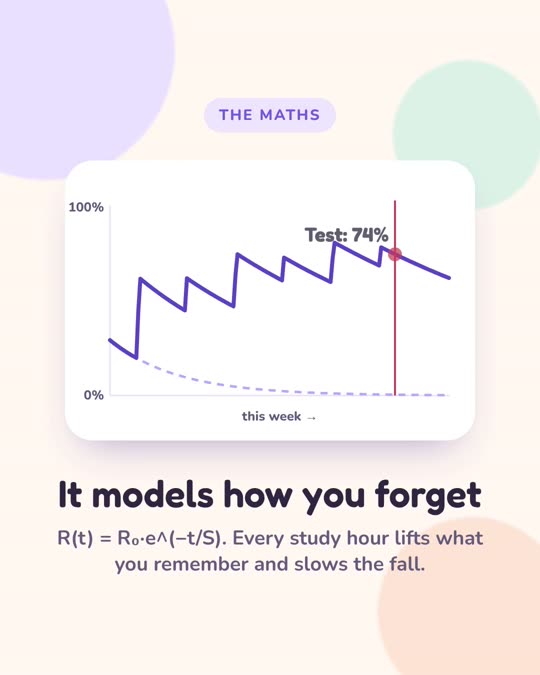 THE MATHS
100%
Test: 74%
0%
this week →
It models how you forget
R(t) = R₀·e^(−t/S). Every study hour lifts what
you remember and slows the fall.